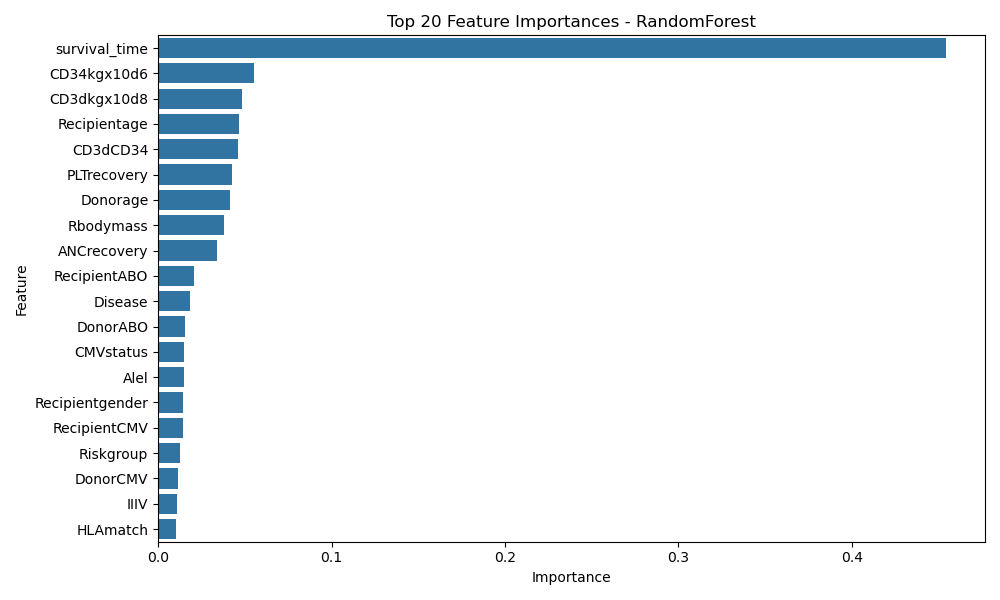 Top 20 Feature Importances - RandomForest
survival_time
CD34kgx10d6
CD3dkgx10d8
Recipientage
CD3dCD34
PLTrecovery
Donorage
Rbodymass
ANCrecovery
RecipientABO
Disease
DonorABO
CMVstatus
Alel
Recipientgender
RecipientCMV
Riskgroup
DonorCMV
IIIV
HLAmatch
Feature
0.0 0.1 0.2 0.3 0.4
Importance